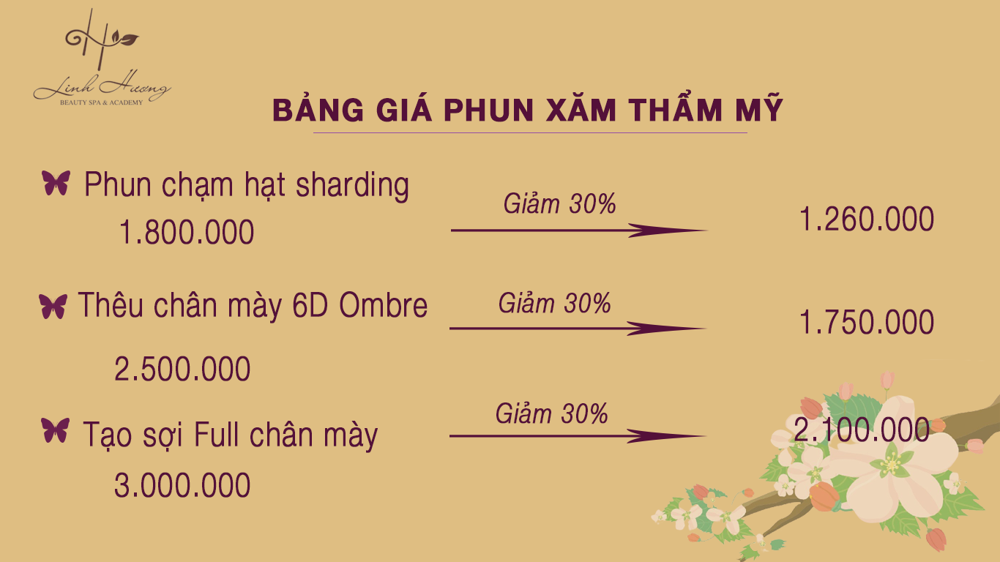 Linh Hương
BEAUTY SPA & ACADEMY
BẢNG GIÁ PHUN XĂM THẨM MỸ
Phun chạm hạt sharding
1.800.000
Giảm 30%
1.260.000
Thêu chân mày 6D Ombre
2.500.000
Giảm 30%
1.750.000
Tạo sợi Full chân mày
3.000.000
Giảm 30%
2.100.000